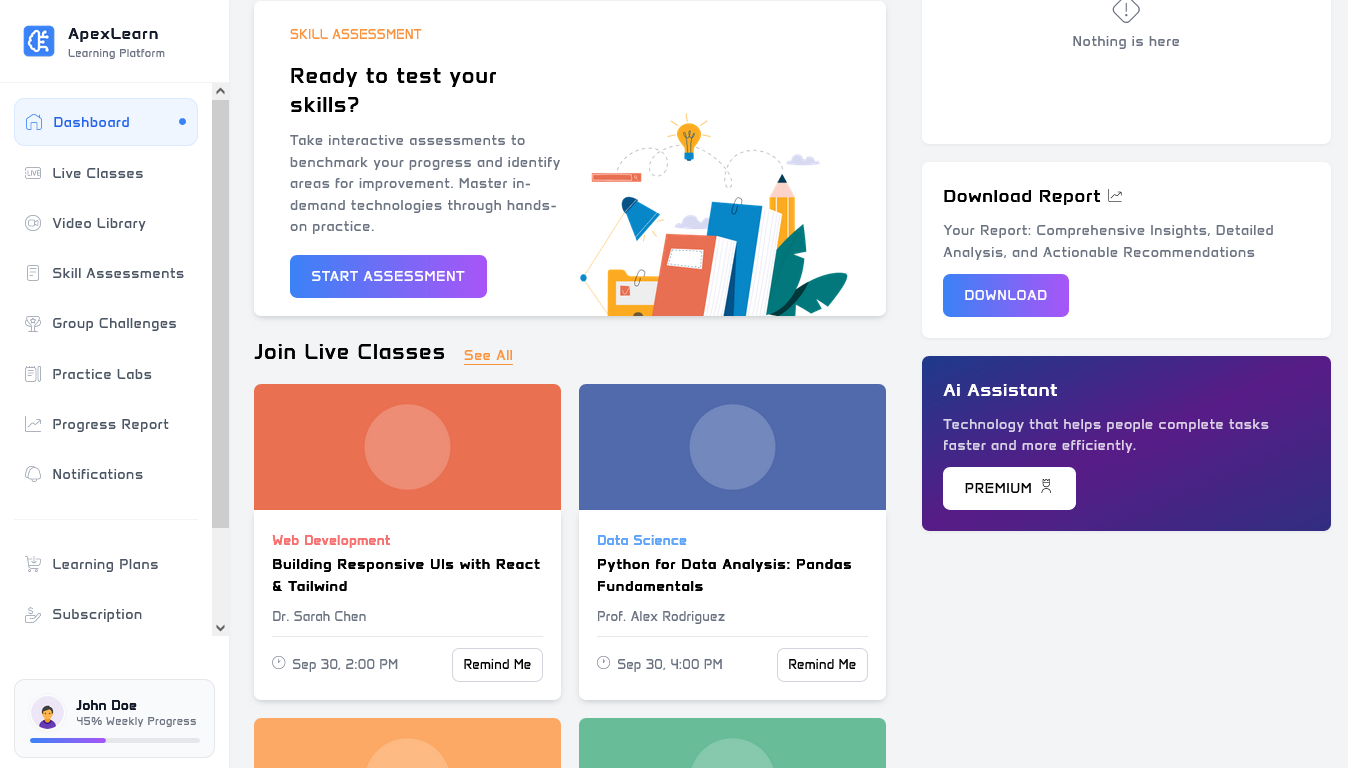 ApexLearn
Learning Platform
Dashboard
LIVE
Live Classes
Video Library
Skill Assessments
Group Challenges
Practice Labs
Progress Report
Notifications
Learning Plans
Subscription
John Doe
45% Weekly Progress
SKILL ASSESSMENT
Ready to test your
skills?
Take interactive assessments to
benchmark your progress and identify
areas for improvement. Master in-
demand technologies through hands-
on practice.
START ASSESSMENT
Join Live Classes
See All
Web Development
Building Responsive UIs with React
& Tailwind
Dr. Sarah Chen
Sep 30, 2:00 PM
Remind Me
Data Science
Python for Data Analysis: Pandas
Fundamentals
Prof. Alex Rodriguez
Sep 30, 4:00 PM
Remind Me
Nothing is here
Download Report
Your Report: Comprehensive Insights, Detailed
Analysis, and Actionable Recommendations
DOWNLOAD
Ai Assistant
Technology that helps people complete tasks
faster and more efficiently.
PREMIUM